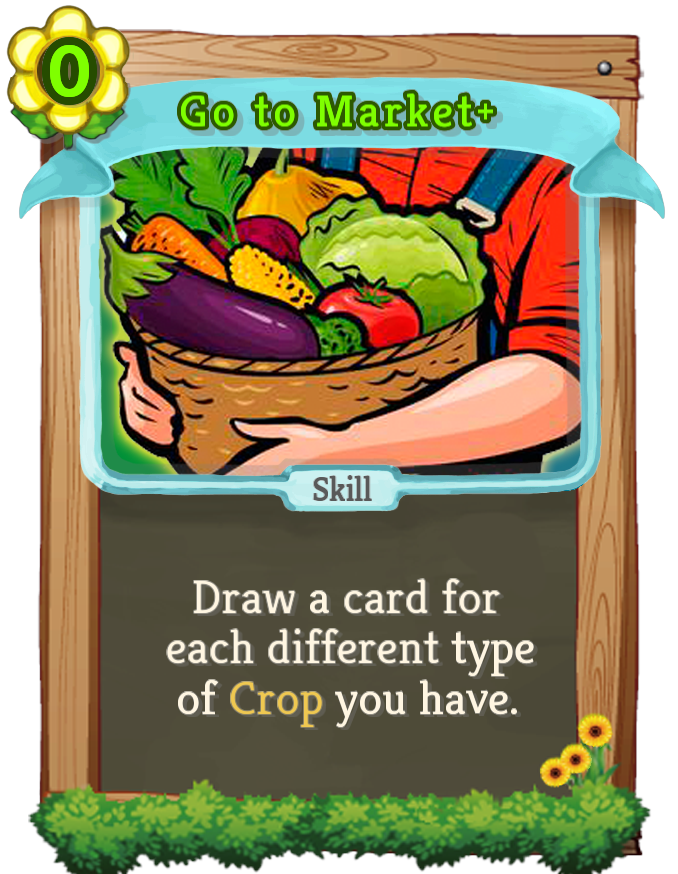 0
Go to Market+
Skill
Draw a card for
each different type
of Crop you have.